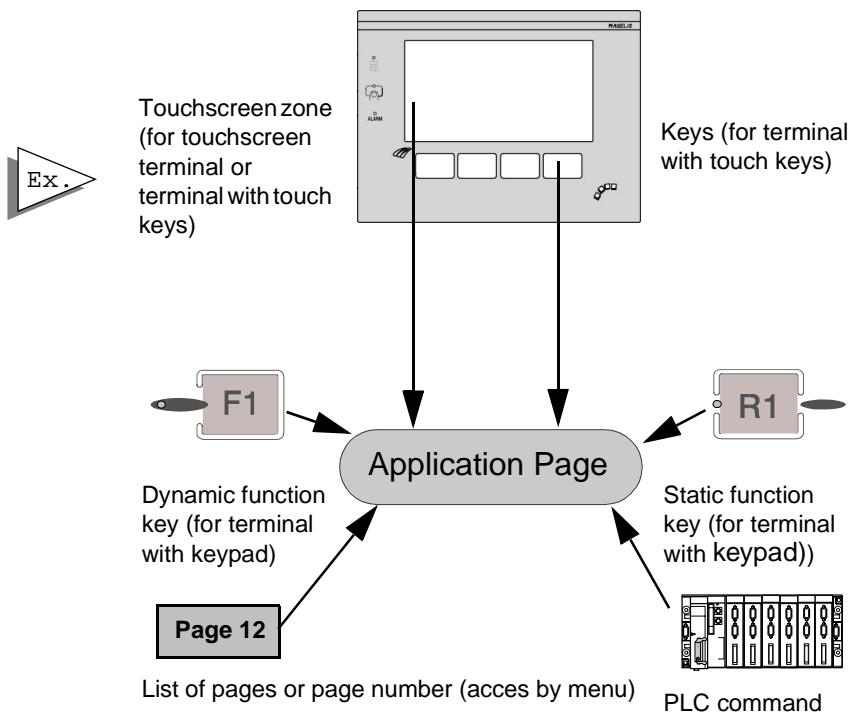 MAGELIS
ALARM
Touchscreen zone
(for touchscreen
terminal or
terminal with touch
keys)
Keys (for terminal
with touch keys)
Ex.
F1
R1
Application Page
Dynamic function
key (for terminal
with keypad)
Static function
key (for terminal
with keypad))
Page 12
List of pages or page number (acces by menu)
PLC command